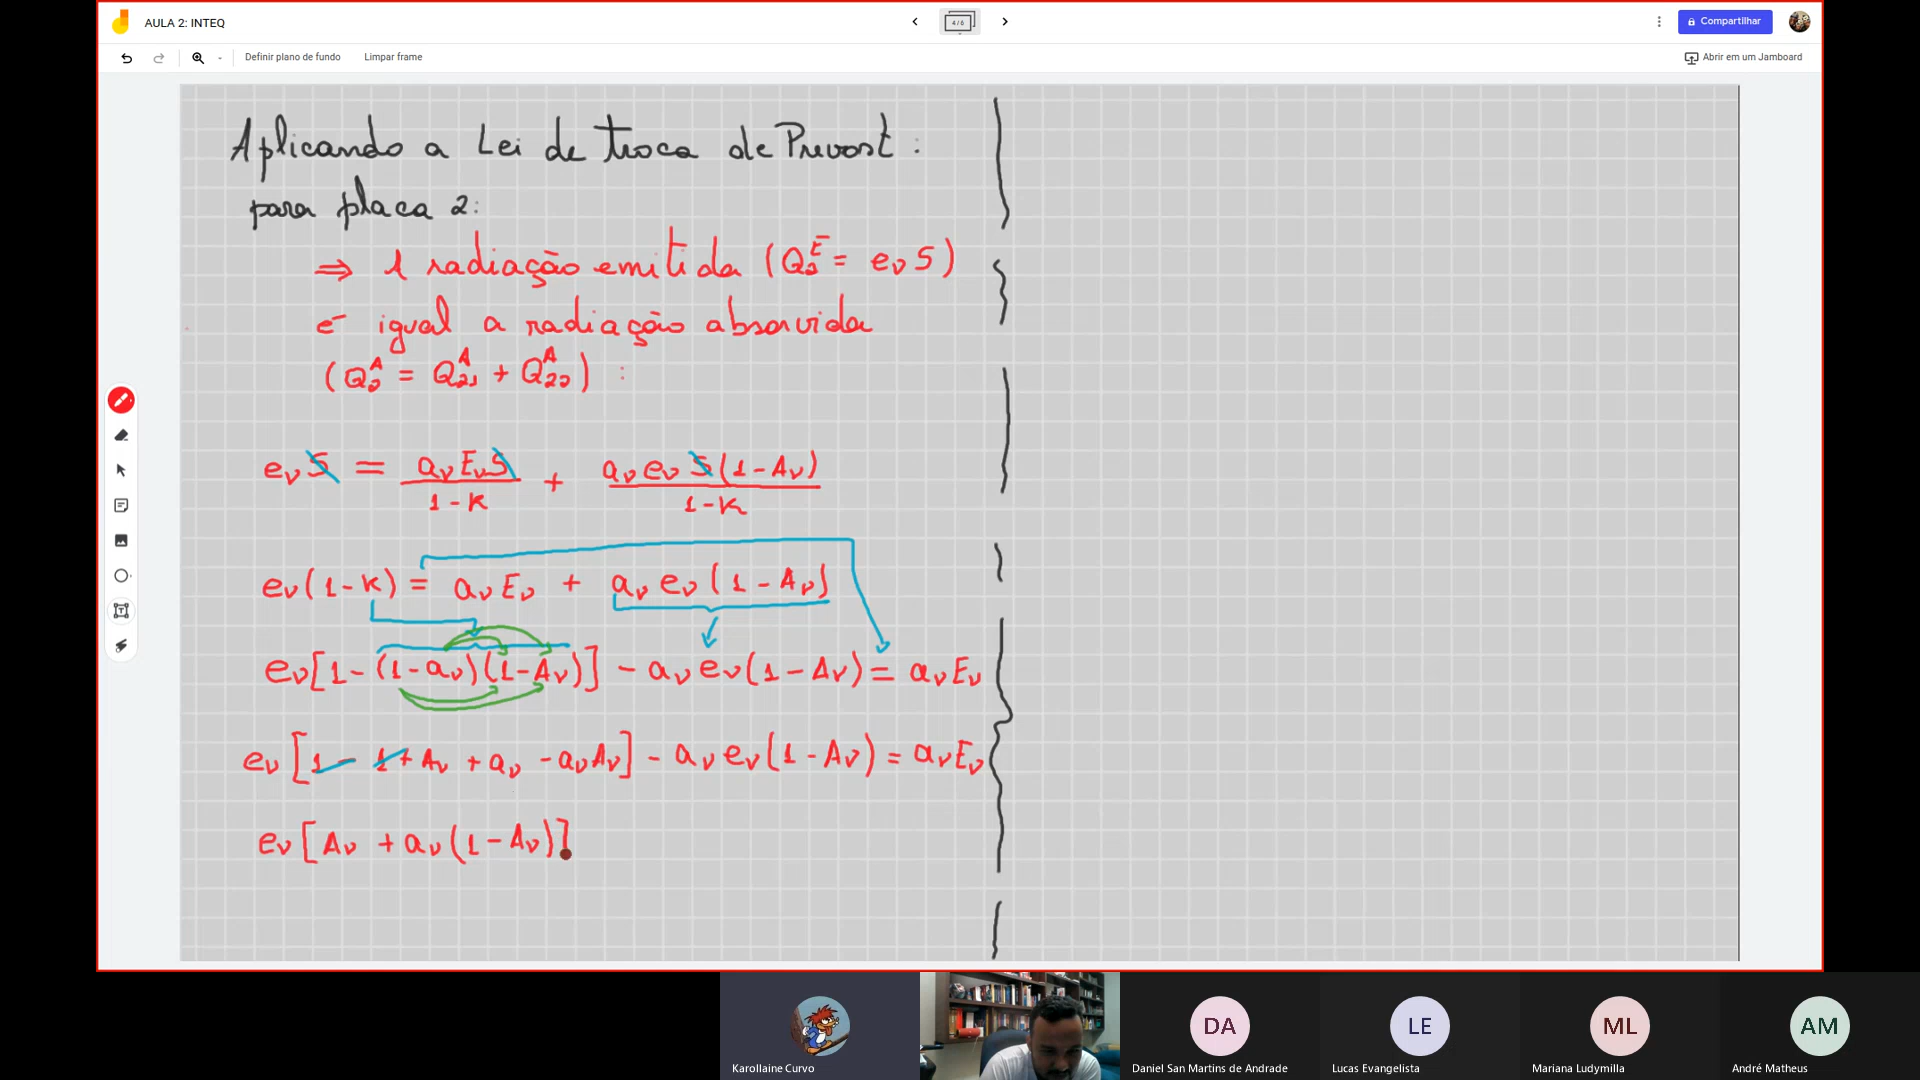 AULA 2: INTEQ
4/6
Compartilhar
Definir plano de fundo
Limpar frame
Abrir em um Jamboard
Aplicando a Lei de troca de Prevost:
para placa 2:
⇒ A radiação emitida (Q₂ᴱ = eᵥS)
é igual a radiação absorvida
(Q₂ᴬ = Q₂₁ᴬ + Q₂₂ᴬ) :
eᵥS = aᵥEᵥS/(1-K) + aᵥeᵥS(1-Aᵥ)/(1-K)
eᵥ(1-K) = aᵥEᵥ + aᵥeᵥ(1-Aᵥ)
eᵥ[1-(1-aᵥ)(1-Aᵥ)] - aᵥeᵥ(1-Aᵥ) = aᵥEᵥ
eᵥ[1-1+Aᵥ+aᵥ-aᵥAᵥ] - aᵥeᵥ(1-Aᵥ) = aᵥEᵥ
eᵥ[Aᵥ + aᵥ(1-Aᵥ)]
DA
LE
ML
AM
Karollaine Curvo
Daniel San Martins de Andrade
Lucas Evangelista
Mariana Ludymilla
André Matheus